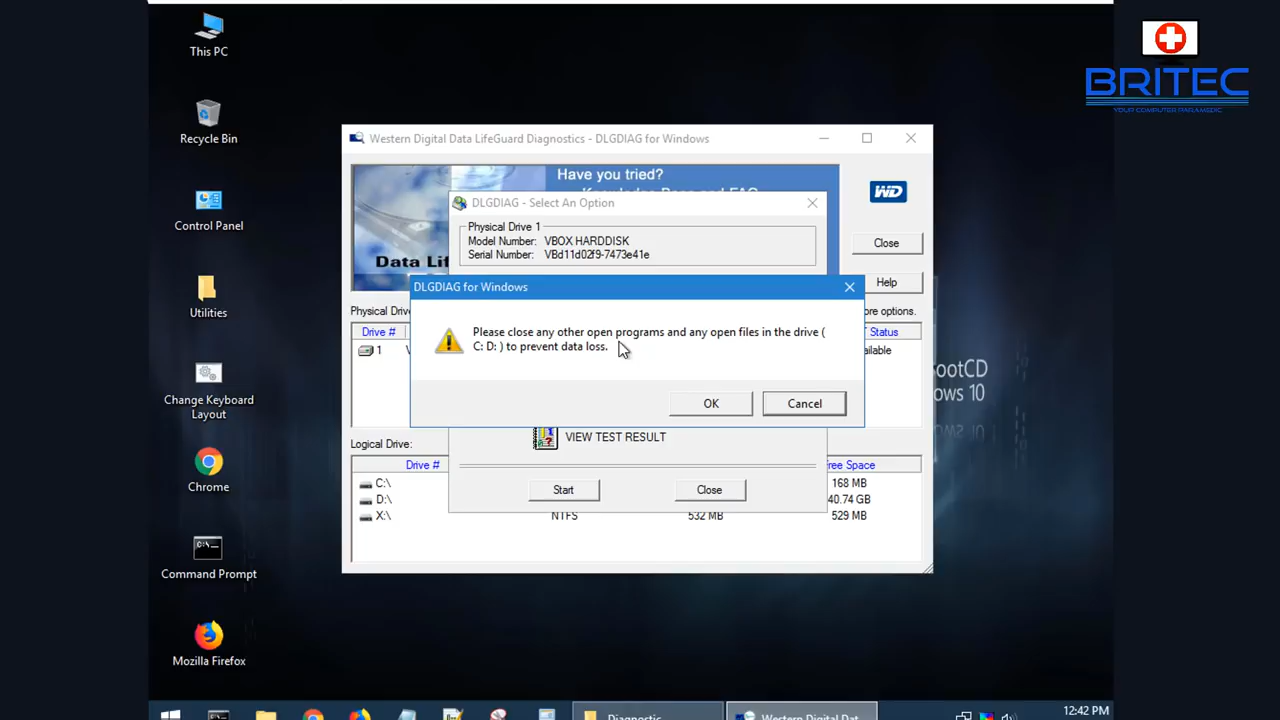 This PC
Recycle Bin
Control Panel
Utilities
Change Keyboard
Layout
Chrome
Command Prompt
Mozilla Firefox
BRITEC
YOUR COMPUTER PARAMEDIC
Western Digital Data LifeGuard Diagnostics - DLGDIAG for Windows
Have you tried?
WD
Close
Help
DLGDIAG - Select An Option
Physical Drive 1
Model Number: VBOX HARDDISK
Serial Number: VBd11d02f9-7473e41e
DLGDIAG for Windows
Please close any other open programs and any open files in the drive (
C: D: ) to prevent data loss.
OK
Cancel
VIEW TEST RESULT
Start
Close
Physical Driv
ore options.
Drive #
Status
1
ailable
Logical Drive:
Drive #
ree Space
C:\
168 MB
D:\
40.74 GB
X:\ NTFS 532 MB 529 MB
ootCD
ows 10
Diagnostic
Western Digital Dat
12:42 PM